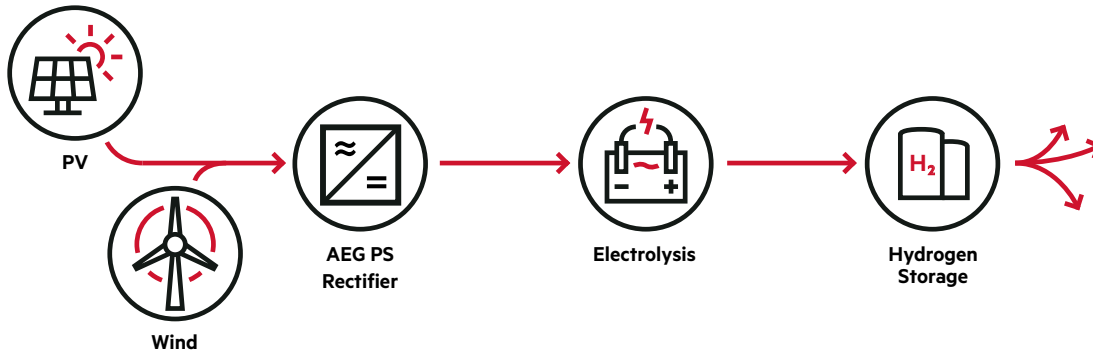 PV
Wind
AEG PS
Rectifier
Electrolysis
H₂
Hydrogen
Storage